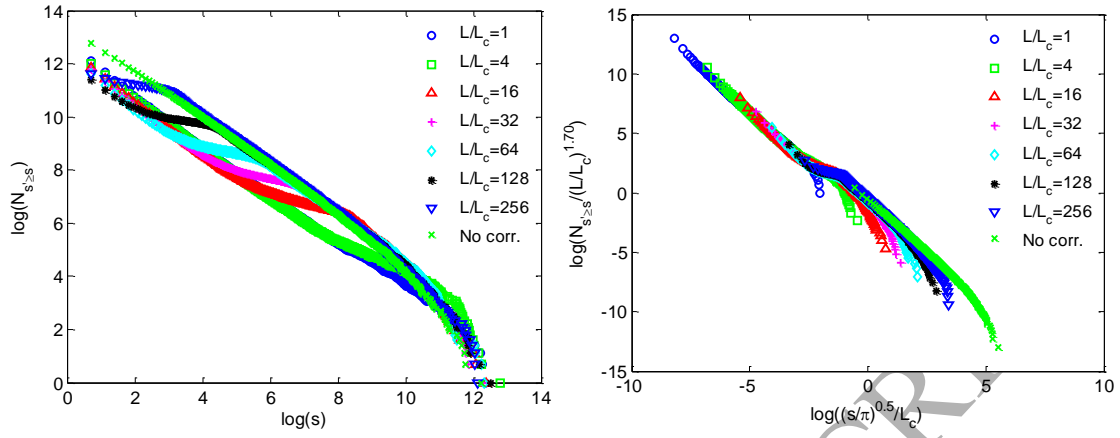 14
12
10
8
6
4
2
0
0 2 4 6 8 10 12 14
log(N_{s'≥s})
log(s)
L/L_c=1
L/L_c=4
L/L_c=16
L/L_c=32
L/L_c=64
L/L_c=128
L/L_c=256
No corr.
15
10
5
0
-5
-10
-15
-10 -5 0 5 10
log(N_{s'≥s}/(L/L_c)^{1.70})
log((s/π)^{0.5}/L_c)
L/L_c=1
L/L_c=4
L/L_c=16
L/L_c=32
L/L_c=64
L/L_c=128
L/L_c=256
No corr.